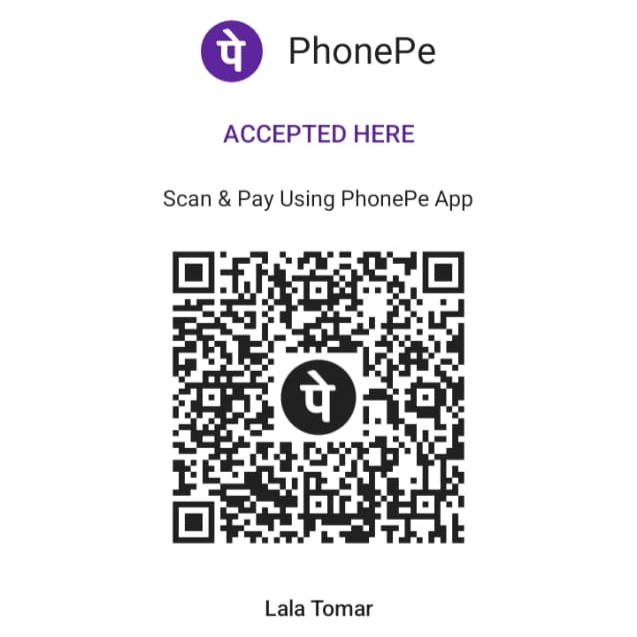 पे PhonePe
ACCEPTED HERE
Scan & Pay Using PhonePe App
पे
Lala Tomar